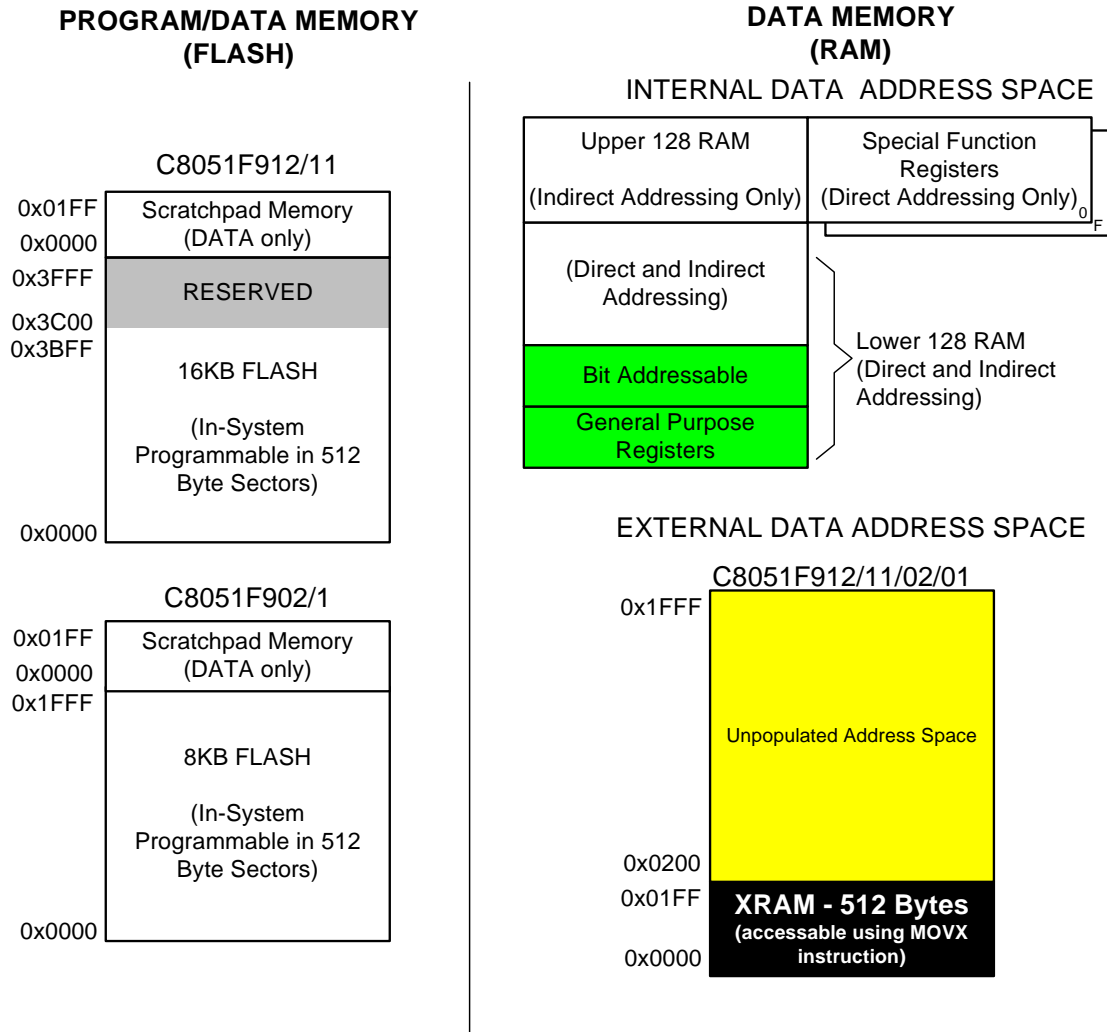 PROGRAM/DATA MEMORY
(FLASH)
C8051F912/11
0x01FF
Scratchpad Memory
(DATA only)
0x0000
0x3FFF
RESERVED
0x3C00
0x3BFF
16KB FLASH
(In-System
Programmable in 512
Byte Sectors)
0x0000
C8051F902/1
0x01FF
Scratchpad Memory
(DATA only)
0x0000
0x1FFF
8KB FLASH
(In-System
Programmable in 512
Byte Sectors)
0x0000
DATA MEMORY
(RAM)
INTERNAL DATA ADDRESS SPACE
Upper 128 RAM
(Indirect Addressing Only)
Special Function
Registers
(Direct Addressing Only)
0
F
(Direct and Indirect
Addressing)
Bit Addressable
General Purpose
Registers
Lower 128 RAM
(Direct and Indirect
Addressing)
EXTERNAL DATA ADDRESS SPACE
C8051F912/11/02/01
0x1FFF
Unpopulated Address Space
0x0200
0x01FF
XRAM - 512 Bytes
(accessable using MOVX
instruction)
0x0000